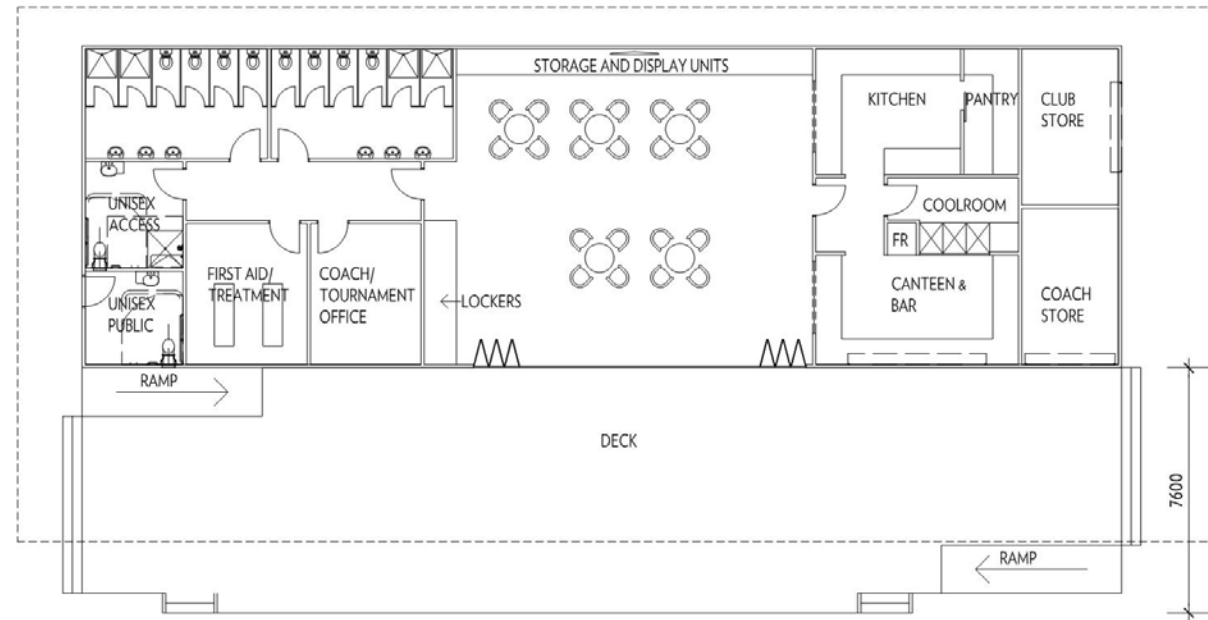 STORAGE AND DISPLAY UNITS
KITCHEN
PANTRY
CLUB
STORE
UNISEX
ACCESS
COOLROOM
FR
FIRST AID/
TREATMENT
COACH/
TOURNAMENT
OFFICE
LOCKERS
CANTEEN &
BAR
COACH
STORE
UNISEX
PUBLIC
RAMP
DECK
7600
RAMP